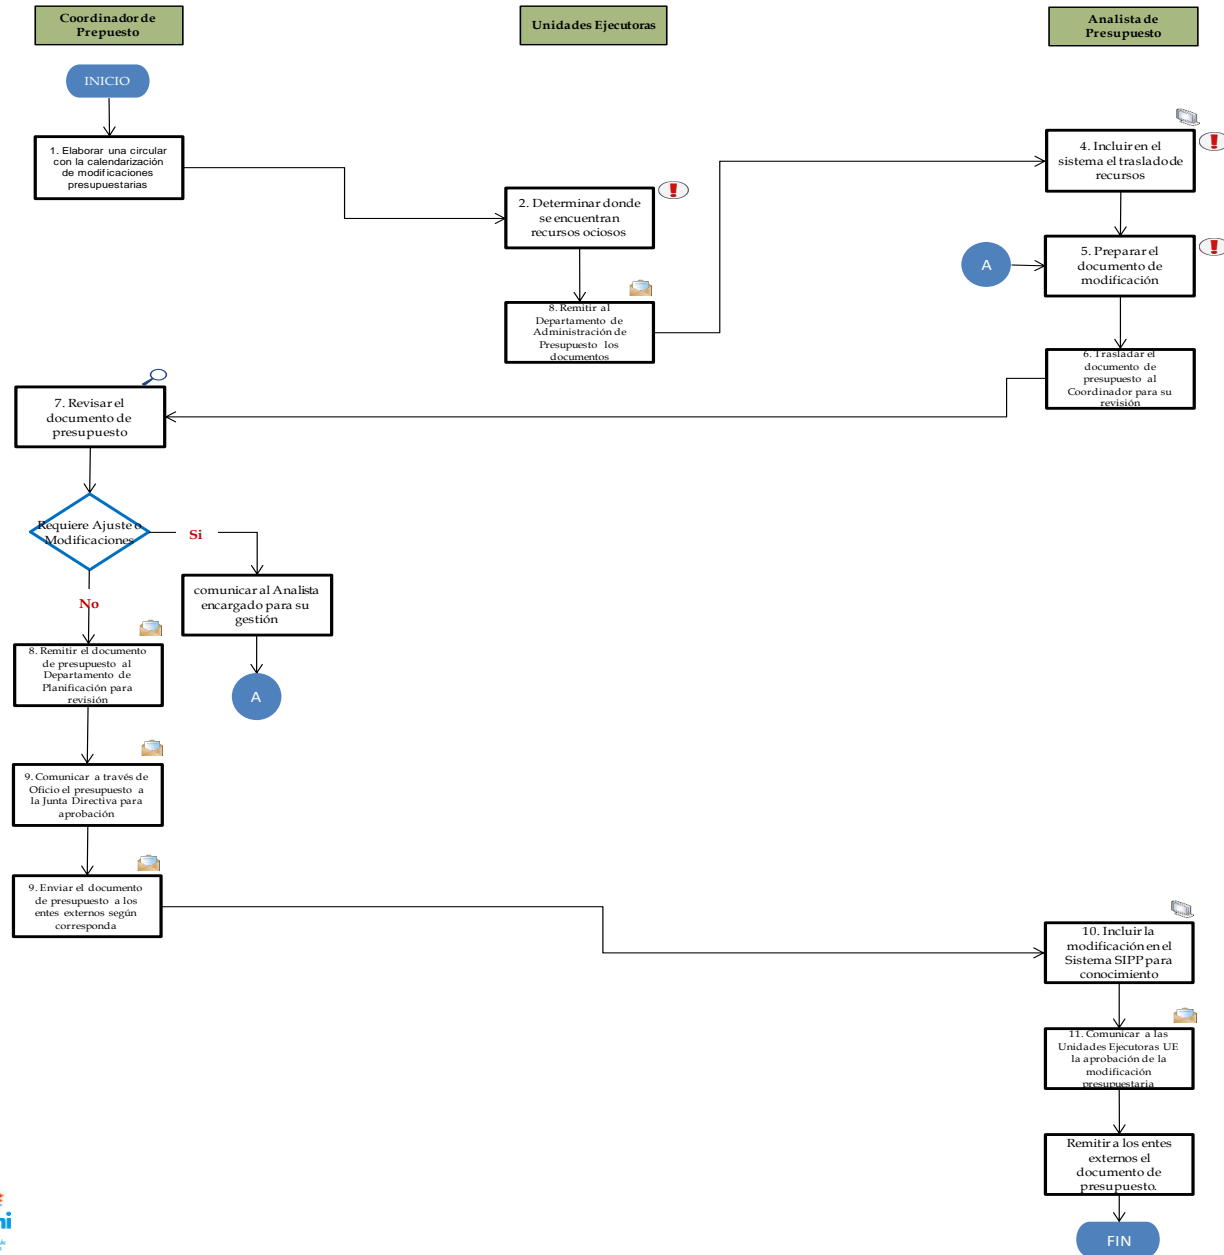 Coordinador de
Prepuesto
Unidades Ejecutoras
Analista de
Presupuesto
INICIO
1. Elaborar una circular
con la calendarización
de modificaciones
presupuestarias
2. Determinar donde
se encuentran
recursos ociosos
8. Remitir al
Departamento de
Administración de
Presupuesto los
documentos
4. Incluir en el
sistema el traslado de
recursos
A
5. Preparar el
documento de
modificación
6. Trasladar el
documento de
presupuesto al
Coordinador para su
revisión
7. Revisar el
documento de
presupuesto
Requiere Ajuste o
Modificaciones
Si
No
comunicar al Analista
encargado para su
gestión
A
8. Remitir el documento
de presupuesto al
Departamento de
Planificación para
revisión
9. Comunicar a través de
Oficio el presupuesto a
la Junta Directiva para
aprobación
9. Enviar el documento
de presupuesto a los
entes externos según
corresponda
10. Incluir la
modificación en el
Sistema SIPP para
conocimiento
11. Comunicar a las
Unidades Ejecutoras UE
la aprobación de la
modificación
presupuestaria
Remitir a los entes
externos el
documento de
presupuesto.
FIN